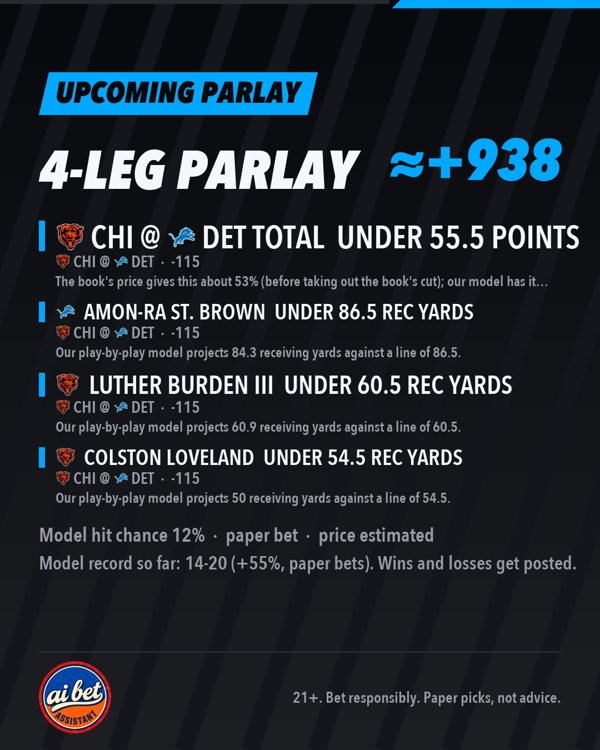 UPCOMING PARLAY
4-LEG PARLAY ≈+938
CHI @ DET TOTAL UNDER 55.5 POINTS
CHI @ DET · -115
The book's price gives this about 53% (before taking out the book's cut); our model has it...
AMON-RA ST. BROWN UNDER 86.5 REC YARDS
CHI @ DET · -115
Our play-by-play model projects 84.3 receiving yards against a line of 86.5.
LUTHER BURDEN III UNDER 60.5 REC YARDS
CHI @ DET · -115
Our play-by-play model projects 60.9 receiving yards against a line of 60.5.
COLSTON LOVELAND UNDER 54.5 REC YARDS
CHI @ DET · -115
Our play-by-play model projects 50 receiving yards against a line of 54.5.
Model hit chance 12% · paper bet · price estimated
Model record so far: 14-20 (+55%, paper bets). Wins and losses get posted.
ai bet
ASSISTANT
21+. Bet responsibly. Paper picks, not advice.